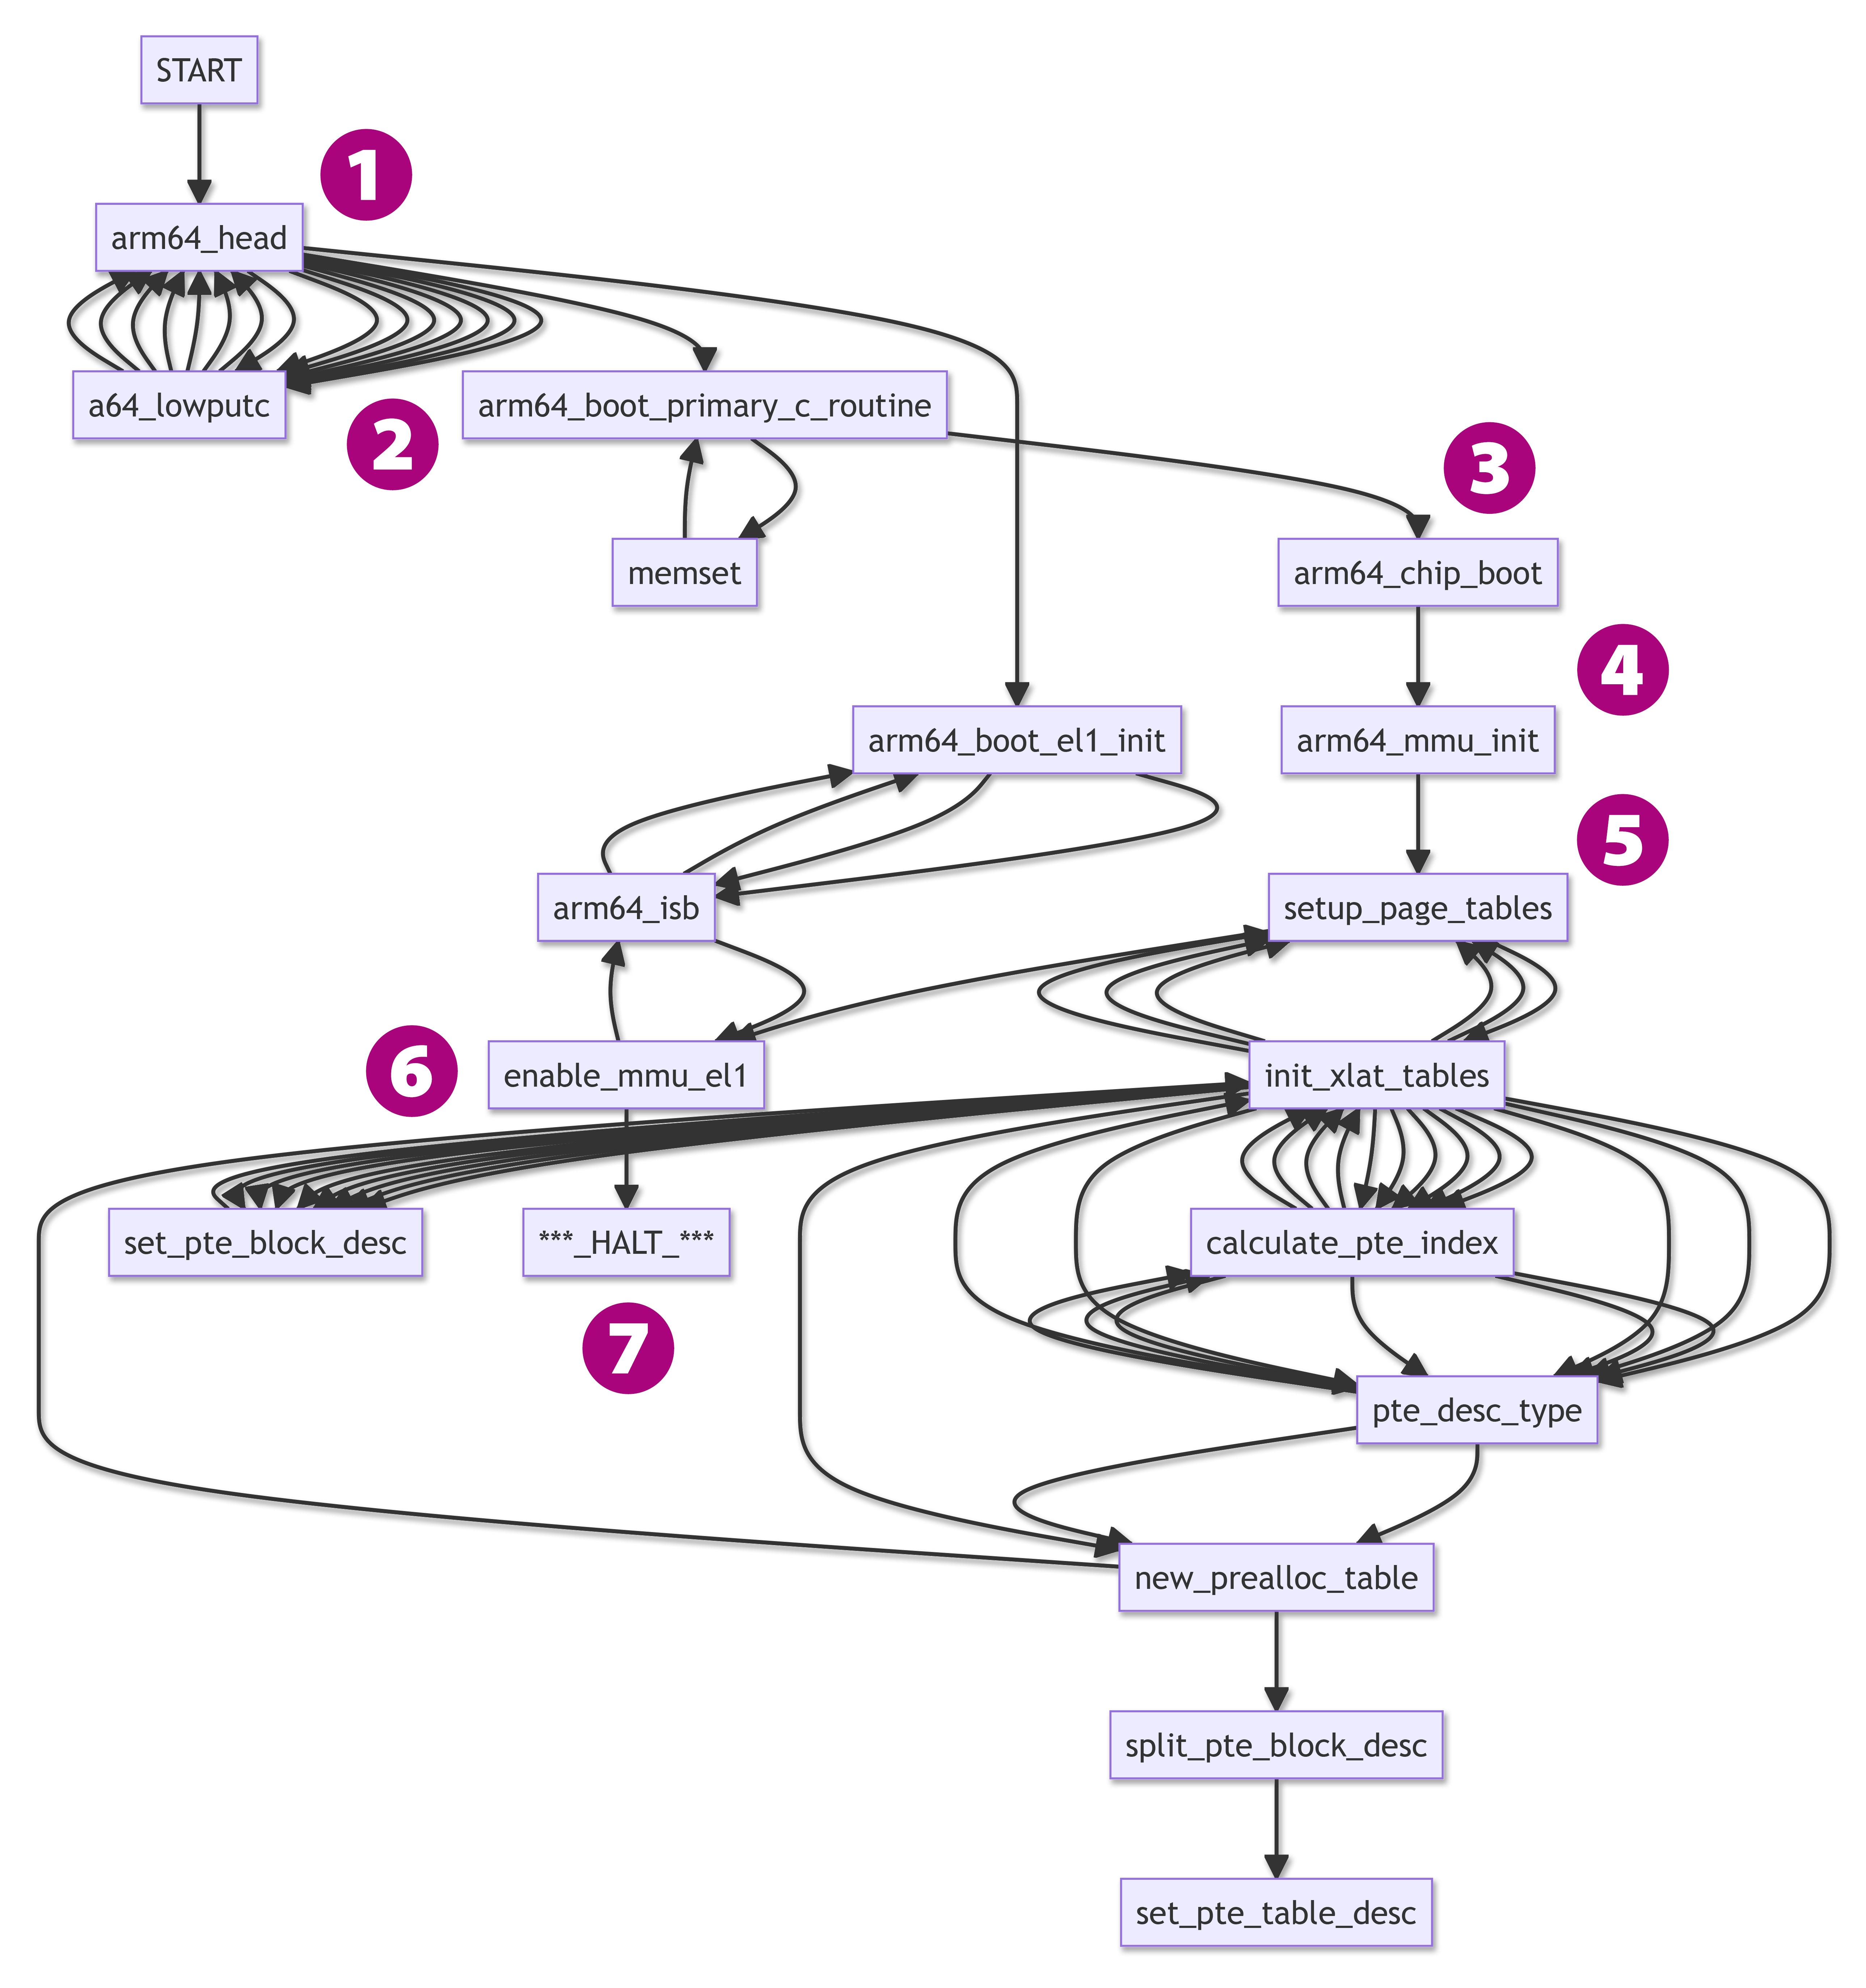 START
1
arm64_head
a64_lowputc
2
arm64_boot_primary_c_routine
3
memset
arm64_chip_boot
4
arm64_boot_el1_init
arm64_mmu_init
5
arm64_isb
setup_page_tables
6
enable_mmu_el1
init_xlat_tables
set_pte_block_desc
***_HALT_***
calculate_pte_index
7
pte_desc_type
new_prealloc_table
split_pte_block_desc
set_pte_table_desc